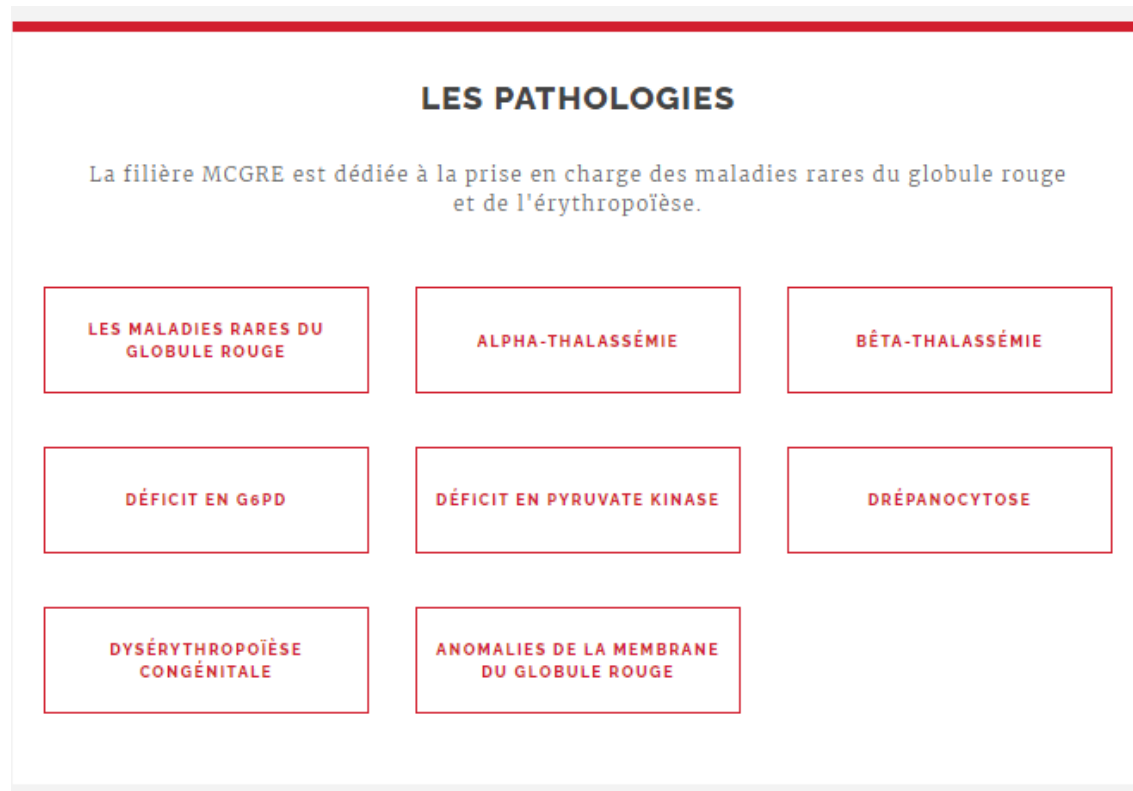 LES PATHOLOGIES
La filière MCGRE est dédiée à la prise en charge des maladies rares du globule rouge
et de l'érythropoïèse.
LES MALADIES RARES DU
GLOBULE ROUGE
ALPHA-THALASSÉMIE
BÊTA-THALASSÉMIE
DÉFICIT EN G6PD
DÉFICIT EN PYRUVATE KINASE
DRÉPANOCYTOSE
DYSÉRYTHROPOÏÈSE
CONGÉNITALE
ANOMALIES DE LA MEMBRANE
DU GLOBULE ROUGE